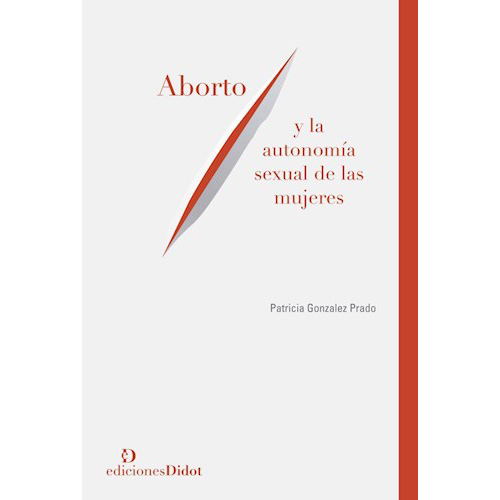 Aborto
y la
autonomía
sexual de las
mujeres
Patricia Gonzalez Prado
edicionesDidot